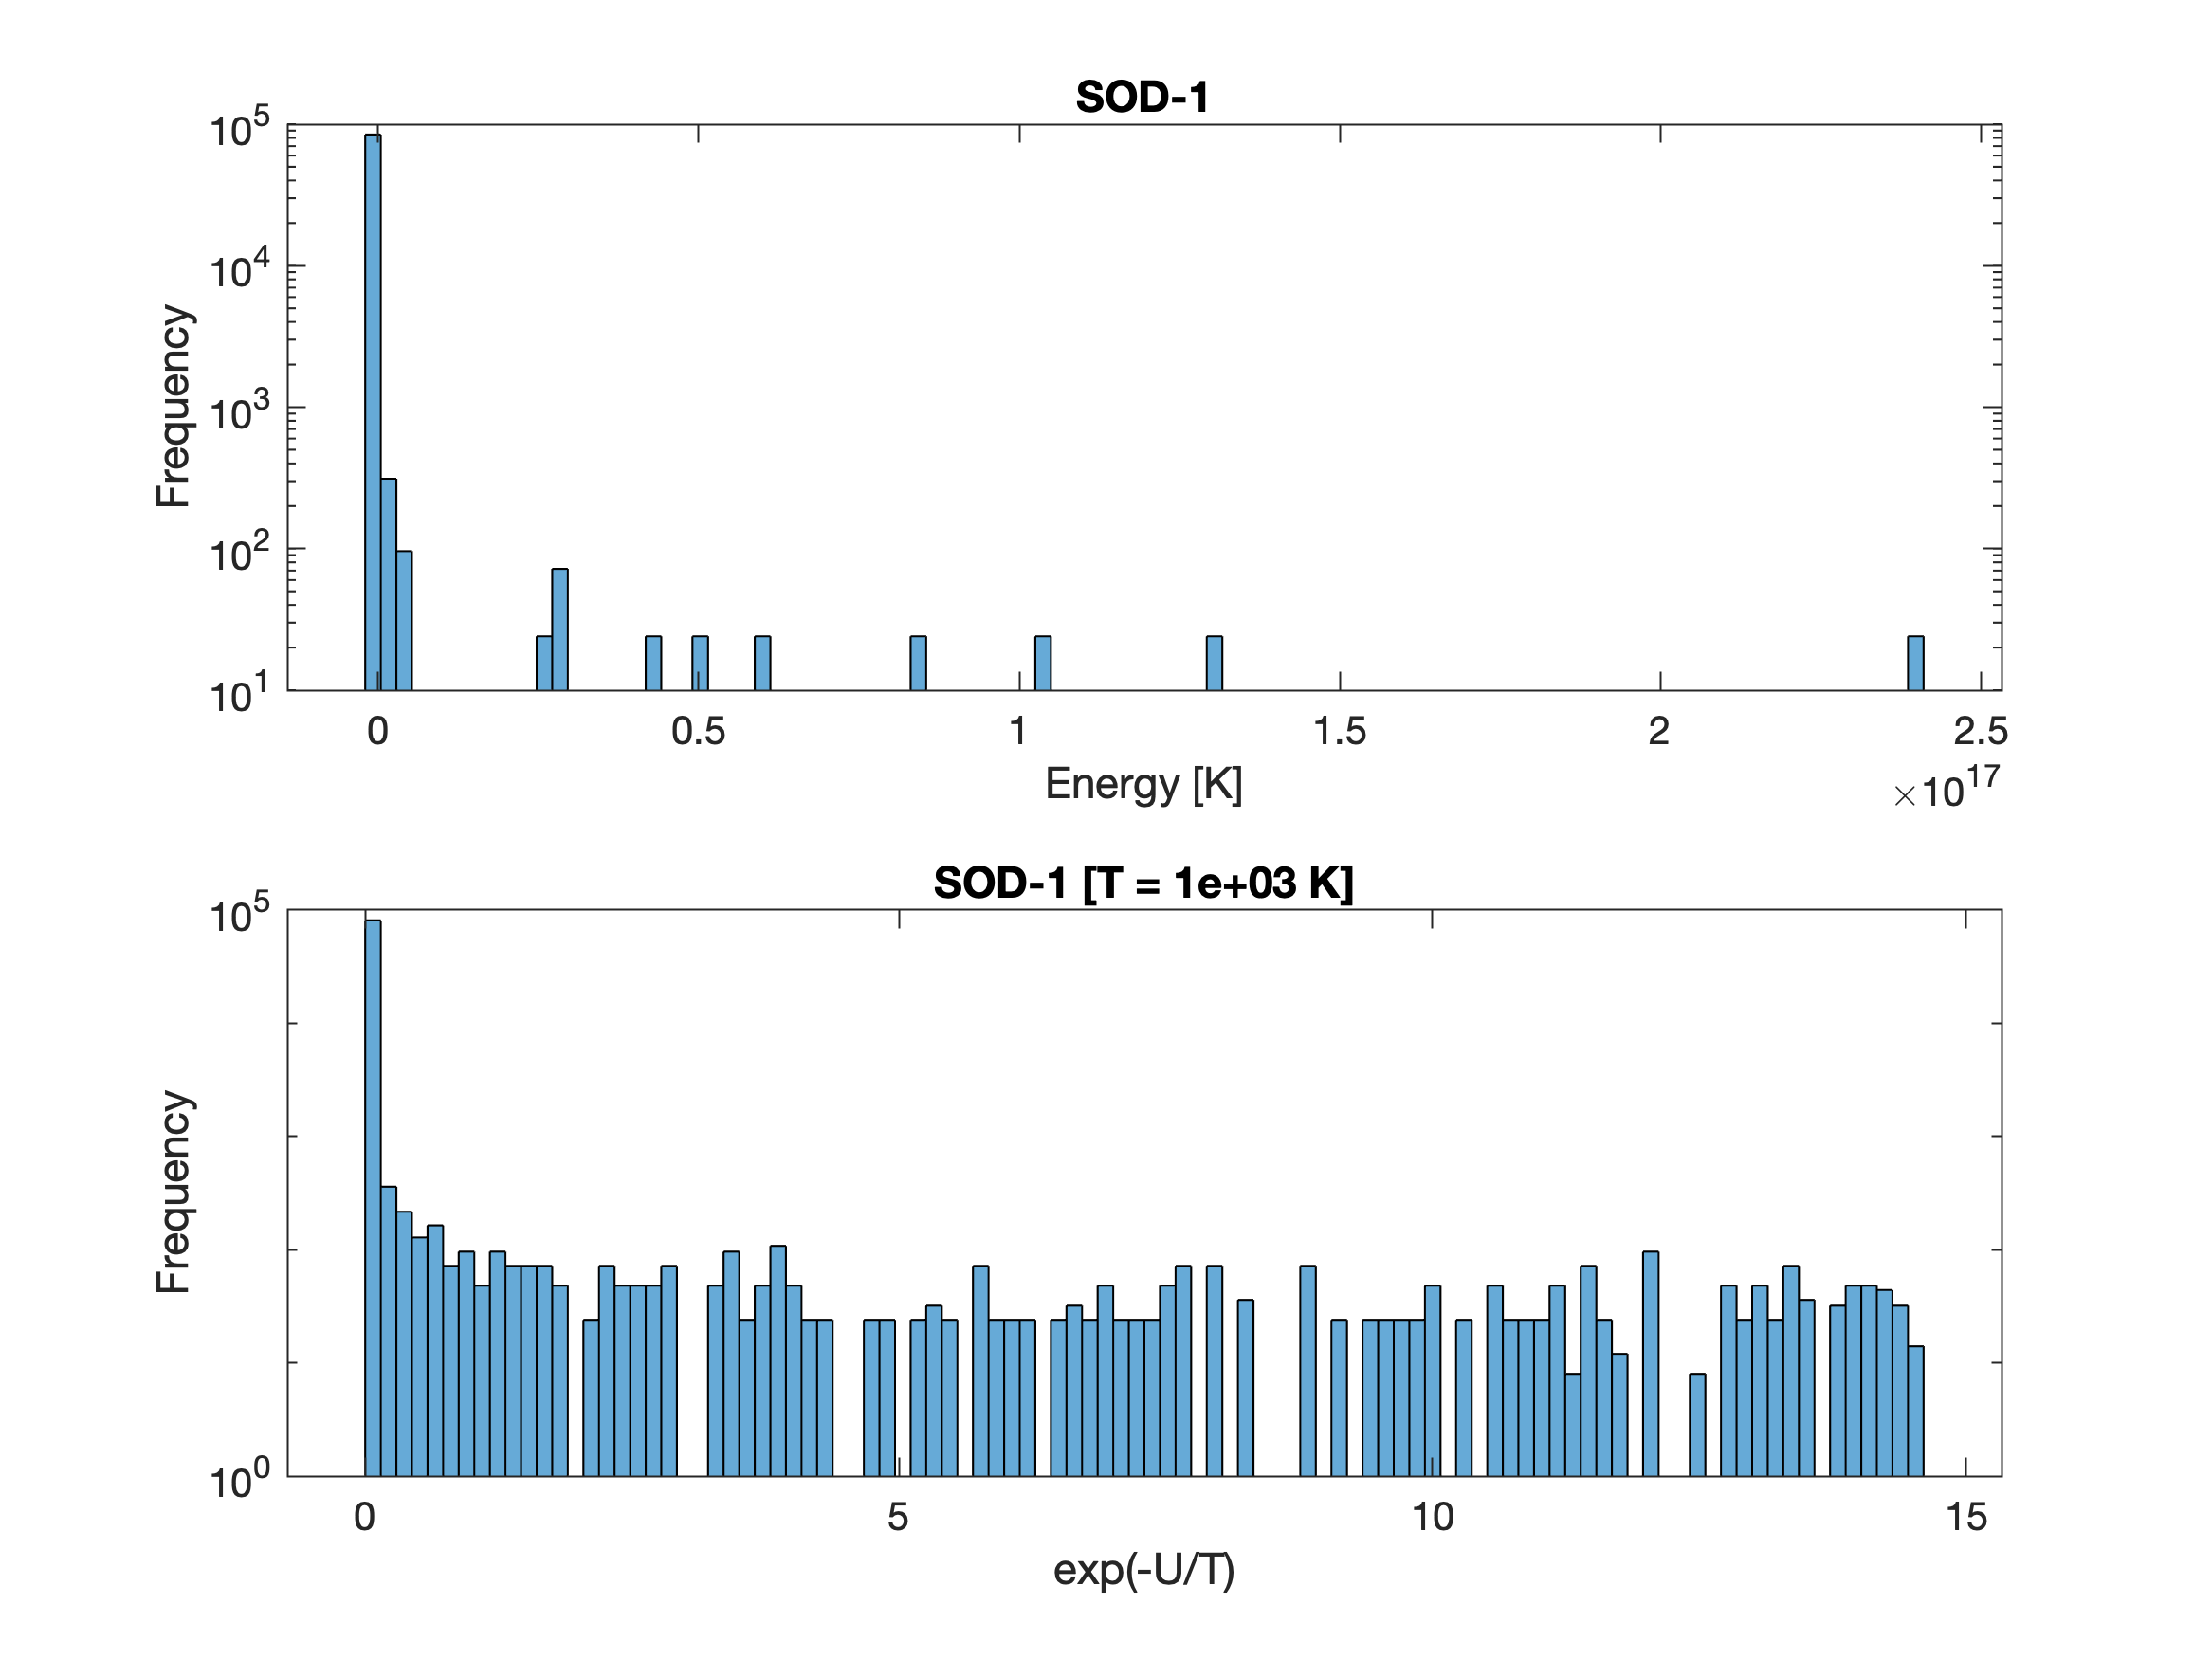 SOD-1
10^5
10^4
10^3
10^2
10^1
Frequency
0 0.5 1 1.5 2 2.5
Energy [K]
×10^17
SOD-1 [T = 1e+03 K]
10^5
10^0
Frequency
0 5 10 15
exp(-U/T)